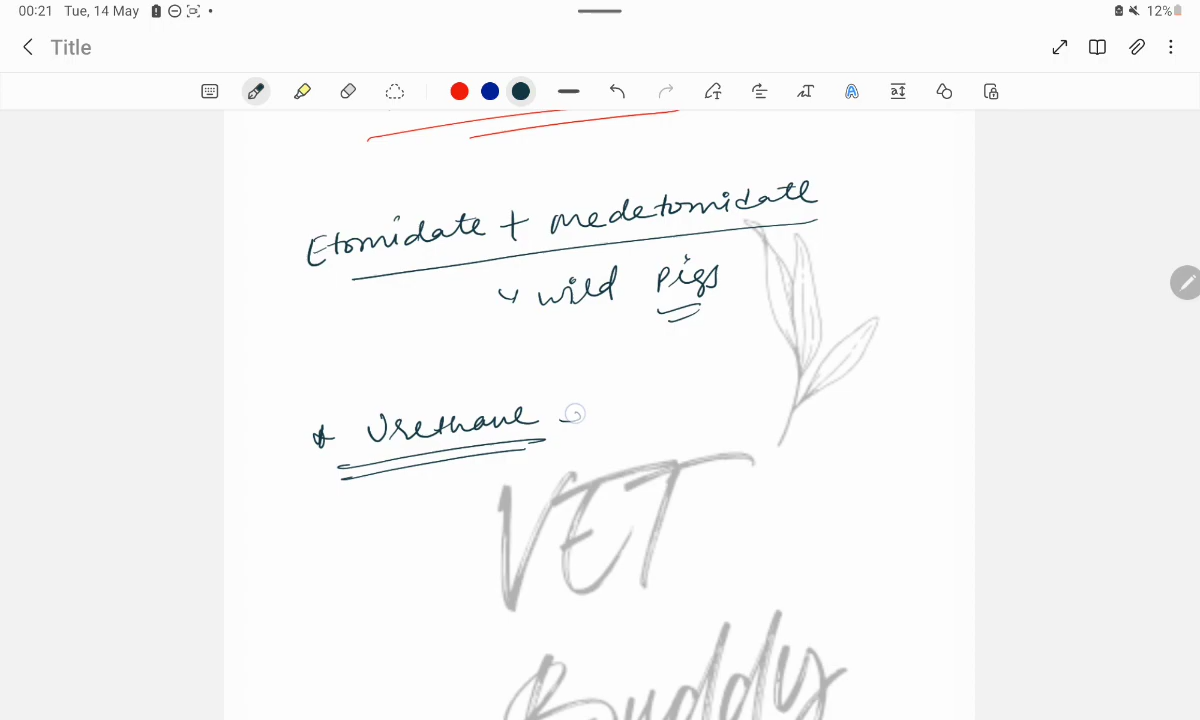 00:21 Tue, 14 May 12%
Title
Etomidate + medetomidate
wild pigs
* Urethane
VET
Buddy